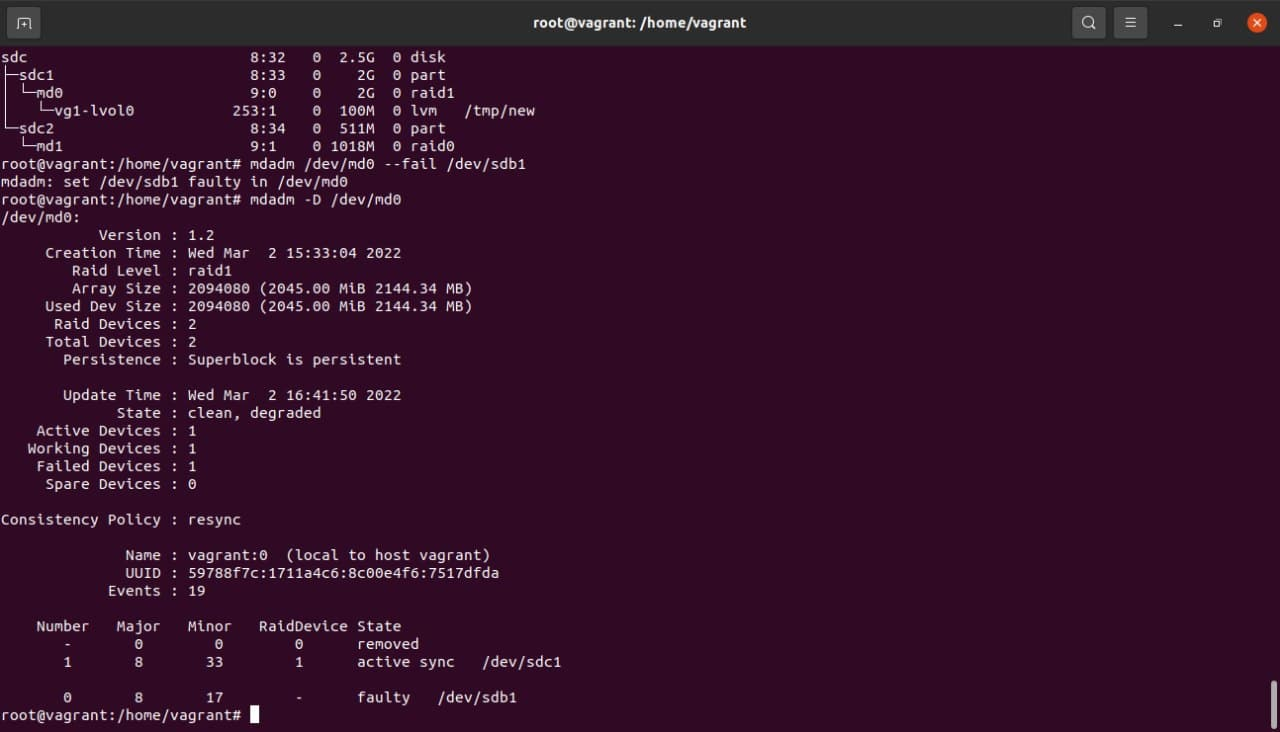 root@vagrant: /home/vagrant
sdc                         8:32   0  2.5G  0 disk
├─sdc1                      8:33   0    2G  0 part
│ └─md0                     9:0    0    2G  0 raid1
│   └─vg1-lvol0           253:1    0  100M  0 lvm   /tmp/new
└─sdc2                      8:34   0  511M  0 part
  └─md1                     9:1    0 1018M  0 raid0
root@vagrant:/home/vagrant# mdadm /dev/md0 --fail /dev/sdb1
mdadm: set /dev/sdb1 faulty in /dev/md0
root@vagrant:/home/vagrant# mdadm -D /dev/md0
/dev/md0:
           Version : 1.2
     Creation Time : Wed Mar  2 15:33:04 2022
        Raid Level : raid1
        Array Size : 2094080 (2045.00 MiB 2144.34 MB)
     Used Dev Size : 2094080 (2045.00 MiB 2144.34 MB)
      Raid Devices : 2
     Total Devices : 2
       Persistence : Superblock is persistent

       Update Time : Wed Mar  2 16:41:50 2022
             State : clean, degraded
    Active Devices : 1
   Working Devices : 1
    Failed Devices : 1
     Spare Devices : 0

Consistency Policy : resync

              Name : vagrant:0  (local to host vagrant)
              UUID : 59788f7c:1711a4c6:8c00e4f6:7517dfda
            Events : 19

    Number   Major   Minor   RaidDevice State
       -       0        0        0      removed
       1       8       33        1      active sync   /dev/sdc1

       0       8       17        -      faulty   /dev/sdb1
root@vagrant:/home/vagrant#